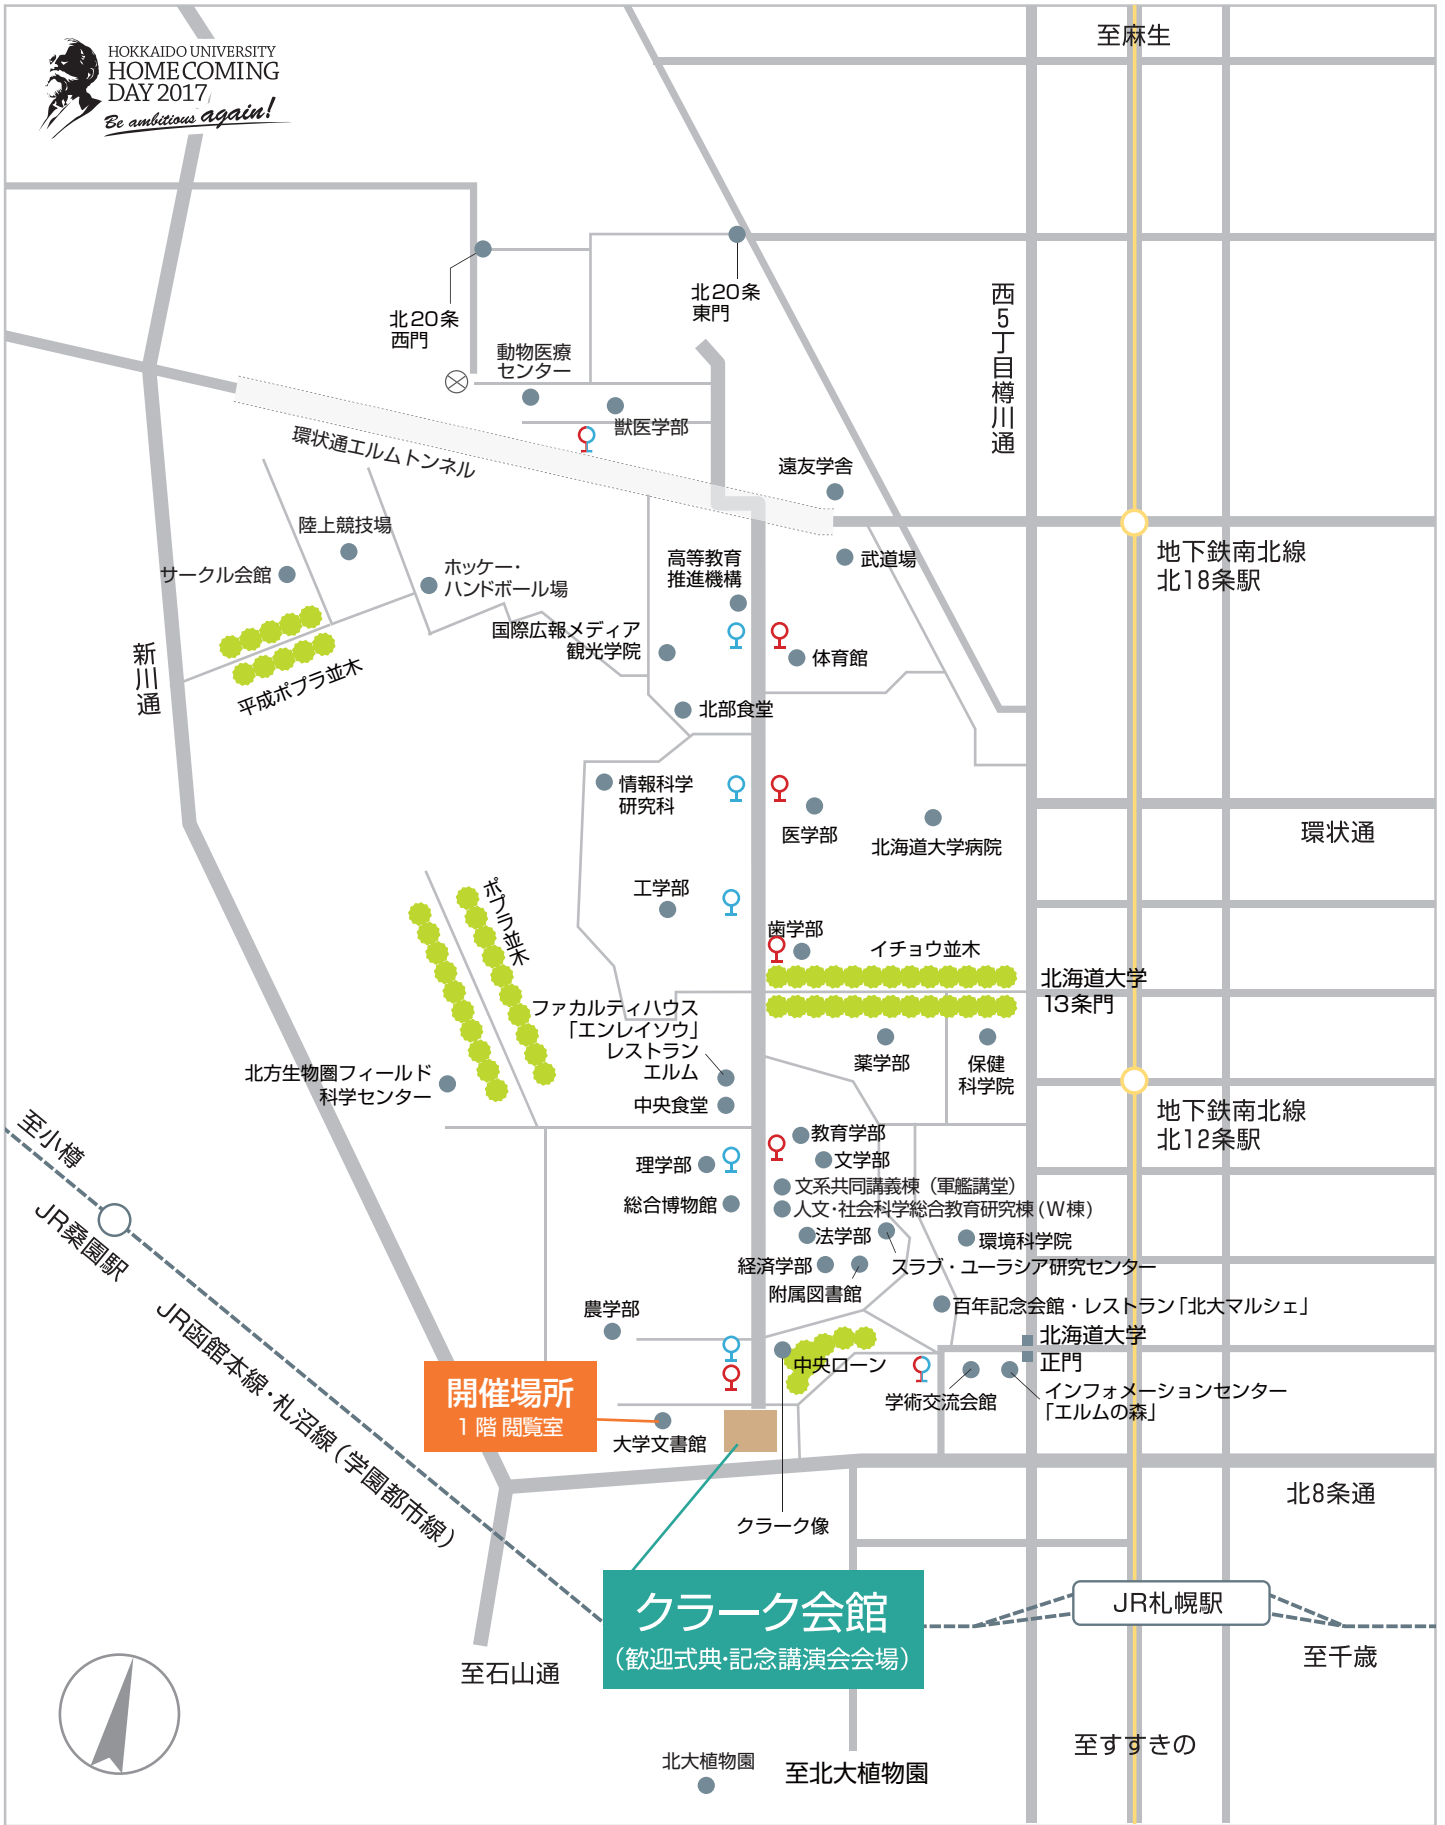 至麻生
HOKKAIDO UNIVERSITY
HOMECOMING
DAY 2017
Be ambitious again!
北20条
西門
北20条
東門
西5丁目樽川通
動物医療
センター
獣医学部
環状通エルムトンネル
遠友学舎
陸上競技場
サークル会館
ホッケー・
ハンドボール場
高等教育
推進機構
武道場
地下鉄南北線
北18条駅
国際広報メディア
観光学院
体育館
新川通
平成ポプラ並木
北部食堂
情報科学
研究科
医学部
北海道大学病院
環状通
工学部
ポプラ並木
歯学部
イチョウ並木
北海道大学
13条門
ファカルティハウス
「エンレイソウ」
レストラン
エルム
薬学部
保健
科学院
北方生物圏フィールド
科学センター
中央食堂
地下鉄南北線
北12条駅
至小樽
教育学部
文学部
理学部
文系共同講義棟（軍艦講堂）
総合博物館
人文・社会科学総合教育研究棟(W棟)
JR桑園駅
法学部
環境科学院
経済学部
スラブ・ユーラシア研究センター
附属図書館
農学部
百年記念会館・レストラン「北大マルシェ」
北海道大学
正門
JR函館本線・札沼線（学園都市線）
中央ローン
開催場所
1階 閲覧室
学術交流会館
インフォメーションセンター
「エルムの森」
大学文書館
北8条通
クラーク像
クラーク会館
（歓迎式典・記念講演会会場）
JR札幌駅
至千歳
至石山通
至すすきの
北大植物園
至北大植物園